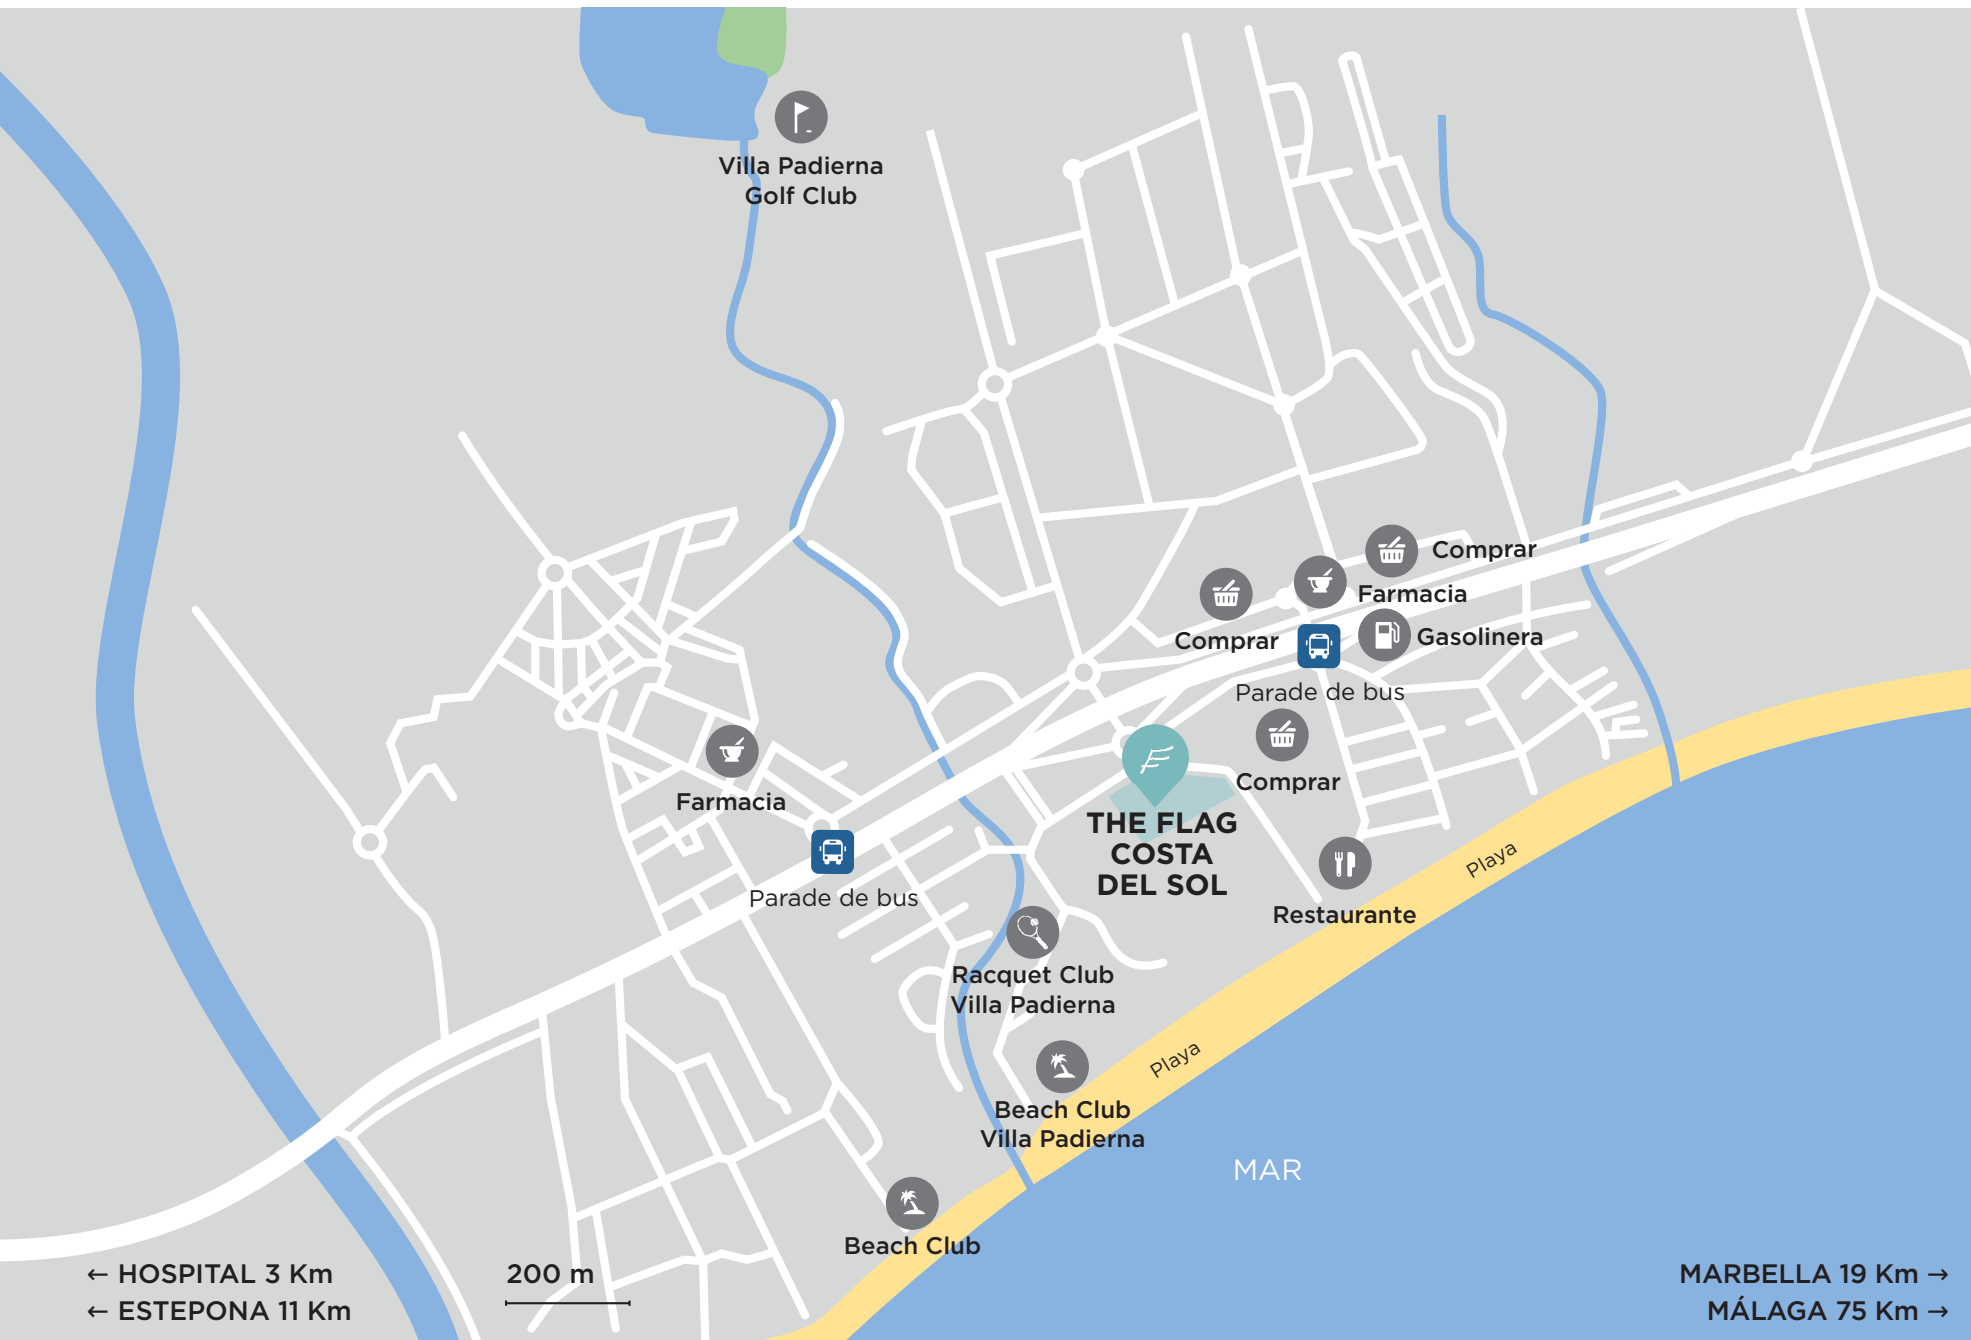 Villa Padierna
Golf Club
Comprar
Farmacia
Comprar
Gasolinera
Parade de bus
Comprar
Farmacia
THE FLAG
COSTA
DEL SOL
Playa
Parade de bus
Restaurante
Racquet Club
Villa Padierna
Playa
Beach Club
Villa Padierna
MAR
Beach Club
← HOSPITAL 3 Km
← ESTEPONA 11 Km
200 m
MARBELLA 19 Km →
MÁLAGA 75 Km →